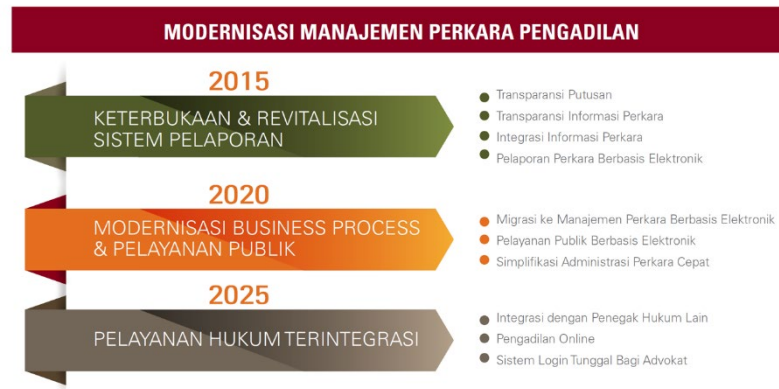 MODERNISASI MANAJEMEN PERKARA PENGADILAN
2015
KETERBUKAAN & REVITALISASI
SISTEM PELAPORAN
Transparansi Putusan
Transparansi Informasi Perkara
Integrasi Informasi Perkara
Pelaporan Perkara Berbasis Elektronik
2020
MODERNISASI BUSINESS PROCESS
& PELAYANAN PUBLIK
Migrasi ke Manajemen Perkara Berbasis Elektronik
Pelayanan Publik Berbasis Elektronik
Simplifikasi Administrasi Perkara Cepat
2025
PELAYANAN HUKUM TERINTEGRASI
Integrasi dengan Penegak Hukum Lain
Pengadilan Online
Sistem Login Tunggal Bagi Advokat